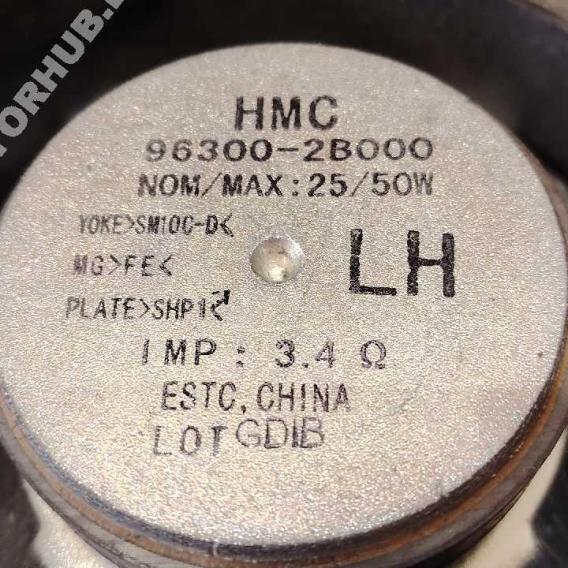 TORHUB.
HMC
96300-2B000
NOM/MAX:25/50W
YOKE>SM10C-D<
MG>FE<
LH
PLATE>SHP1
IMP : 3.4 Ω
ESTC, CHINA
LOT GDIB